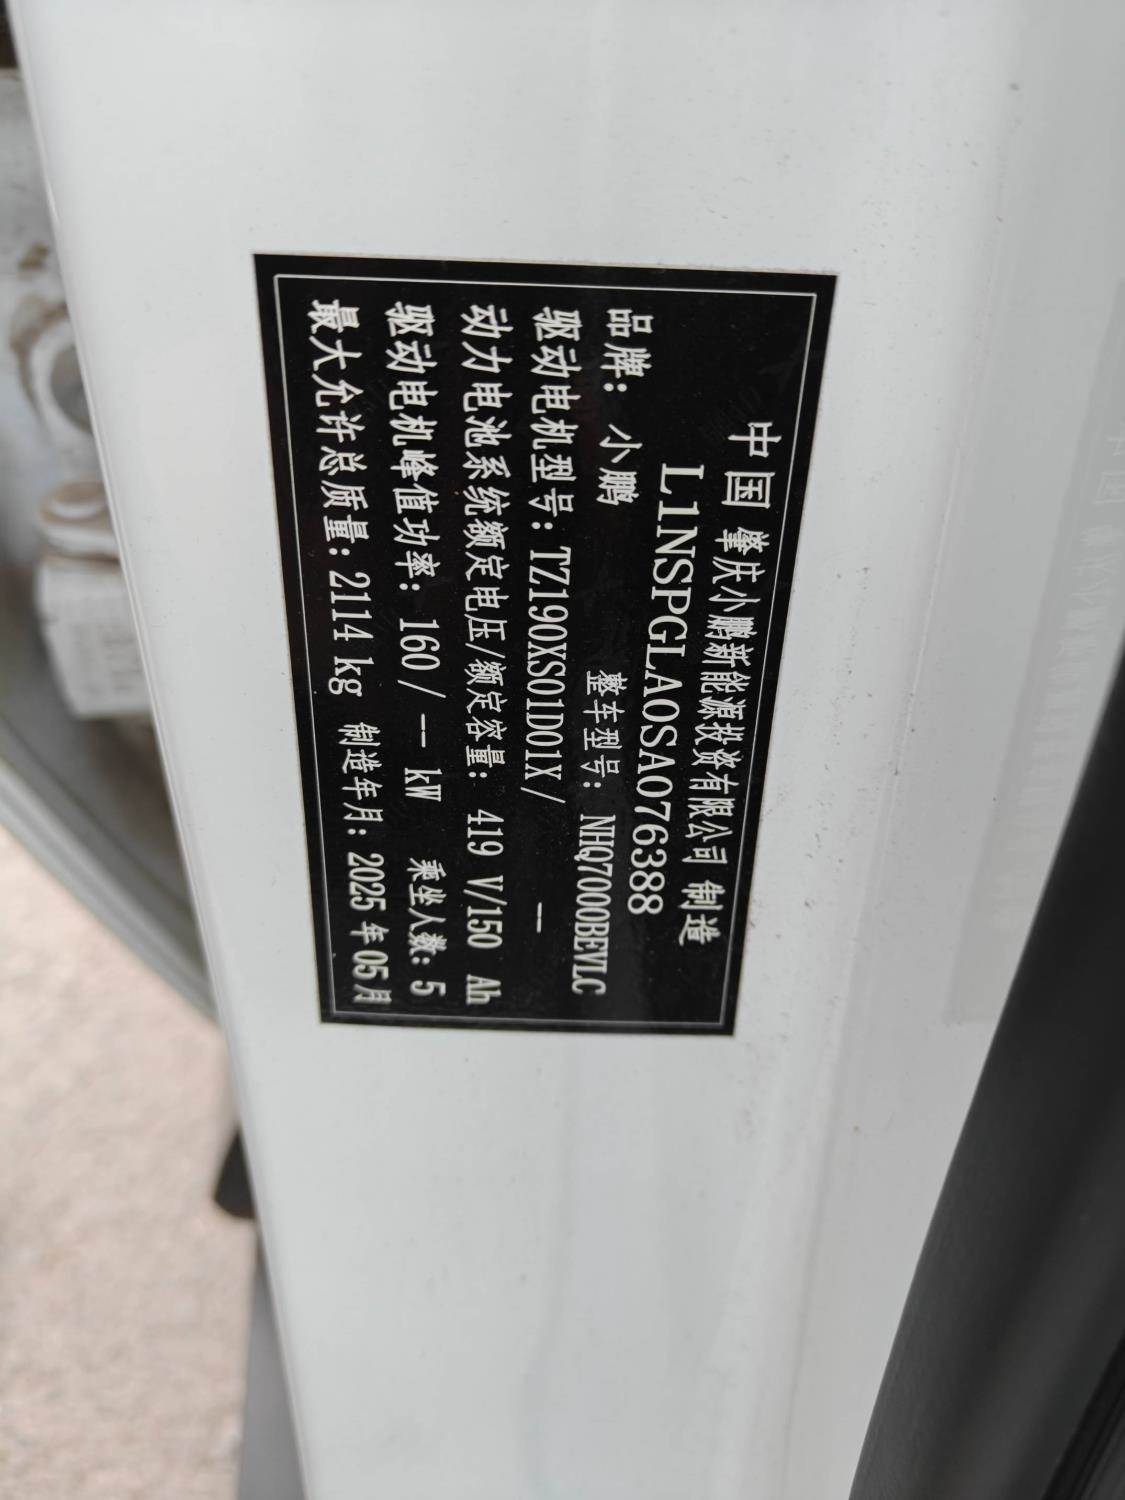 中国 肇庆小鹏新能源投资有限公司 制造
L1NSPGLA0SA076388
品牌： 小鹏 整车型号： NHQ7000BEVLC
驱动电机型号：TZ190XS01D01X/ --
动力电池系统额定电压/额定容量： 419 V/150 Ah
驱动电机峰值功率：160/ -- kW 乘坐人数：5
最大允许总质量：2114 kg 制造年月：2025 年 05月